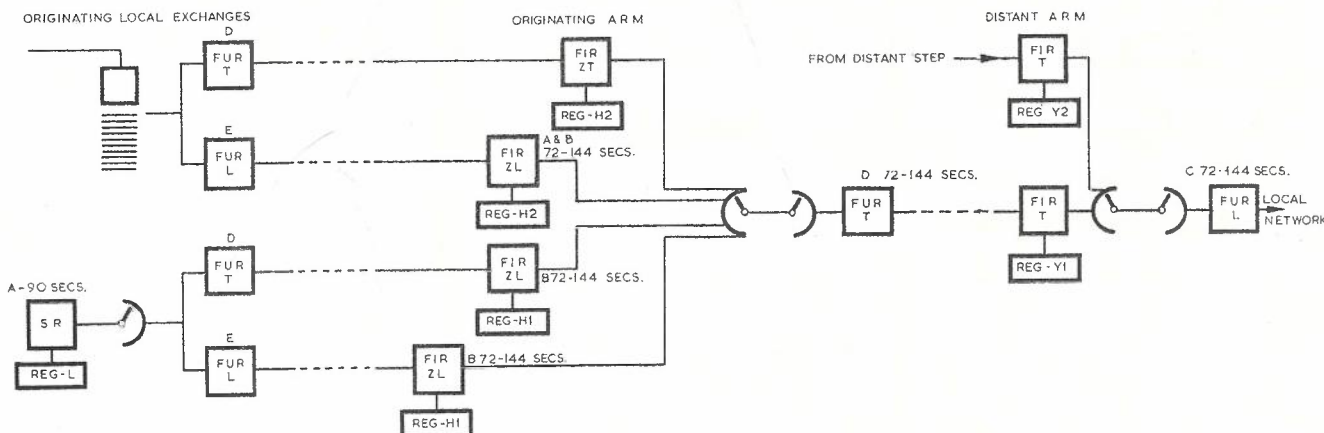 ORIGINATING LOCAL EXCHANGES
ORIGINATING ARM
DISTANT ARM
D
FUR
T
FIR
ZT
REG-H2
FROM DISTANT STEP
FIR
T
REG Y2
E
FUR
L
FIR
ZL
A & B
72-144 SECS.
REG-H2
D 72-144 SECS.
FUR
T
FIR
T
REG-Y1
C 72-144 SECS.
FUR
L
LOCAL
NETWORK
D
FUR
T
FIR
ZL
B 72-144 SECS.
REG-H1
A-90 SECS.
SR
REG-L
E
FUR
L
FIR
ZL
B 72-144 SECS.
REG-H1